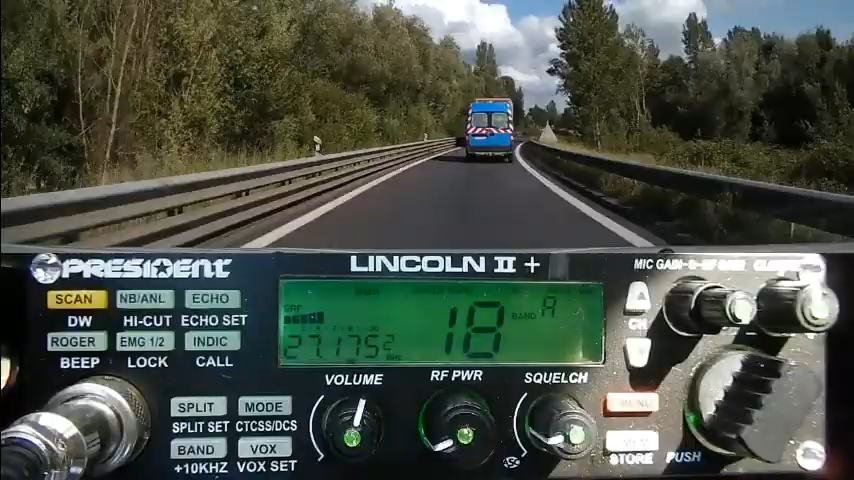 PRESIDENT
LINCOLN II +
MIC GAIN
SCAN NB/ANL ECHO
DW HI-CUT ECHO SET
ROGER EMG 1/2 INDIC
BEEP LOCK CALL
27.1752
18
BAND A
CH
VOLUME RF PWR SQUELCH
SPLIT MODE
SPLIT SET CTCSS/DCS
BAND VOX
+10KHZ VOX SET
ASC
MENU
STORE PUSH